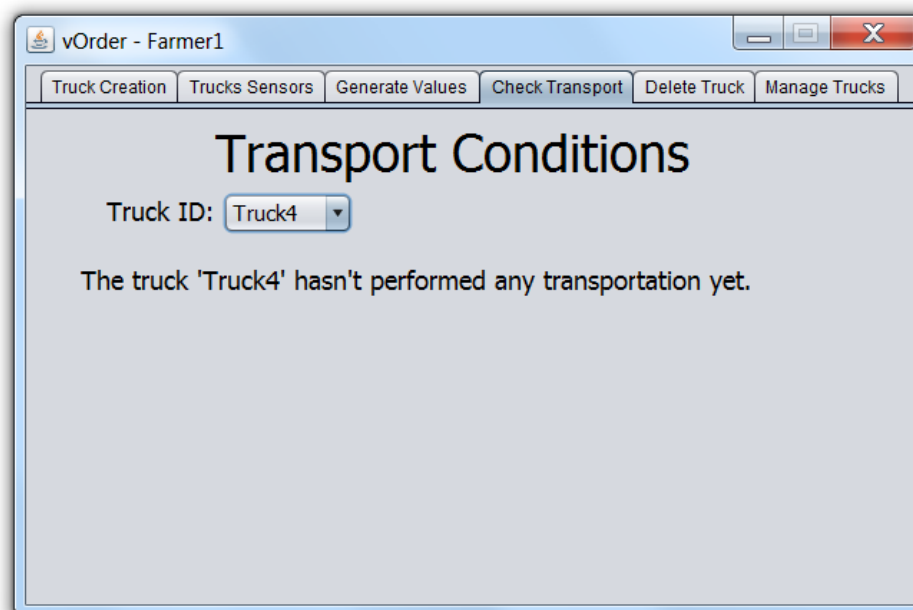 vOrder - Farmer1
Truck Creation Trucks Sensors Generate Values Check Transport Delete Truck Manage Trucks
Transport Conditions
Truck ID: Truck4
The truck 'Truck4' hasn't performed any transportation yet.